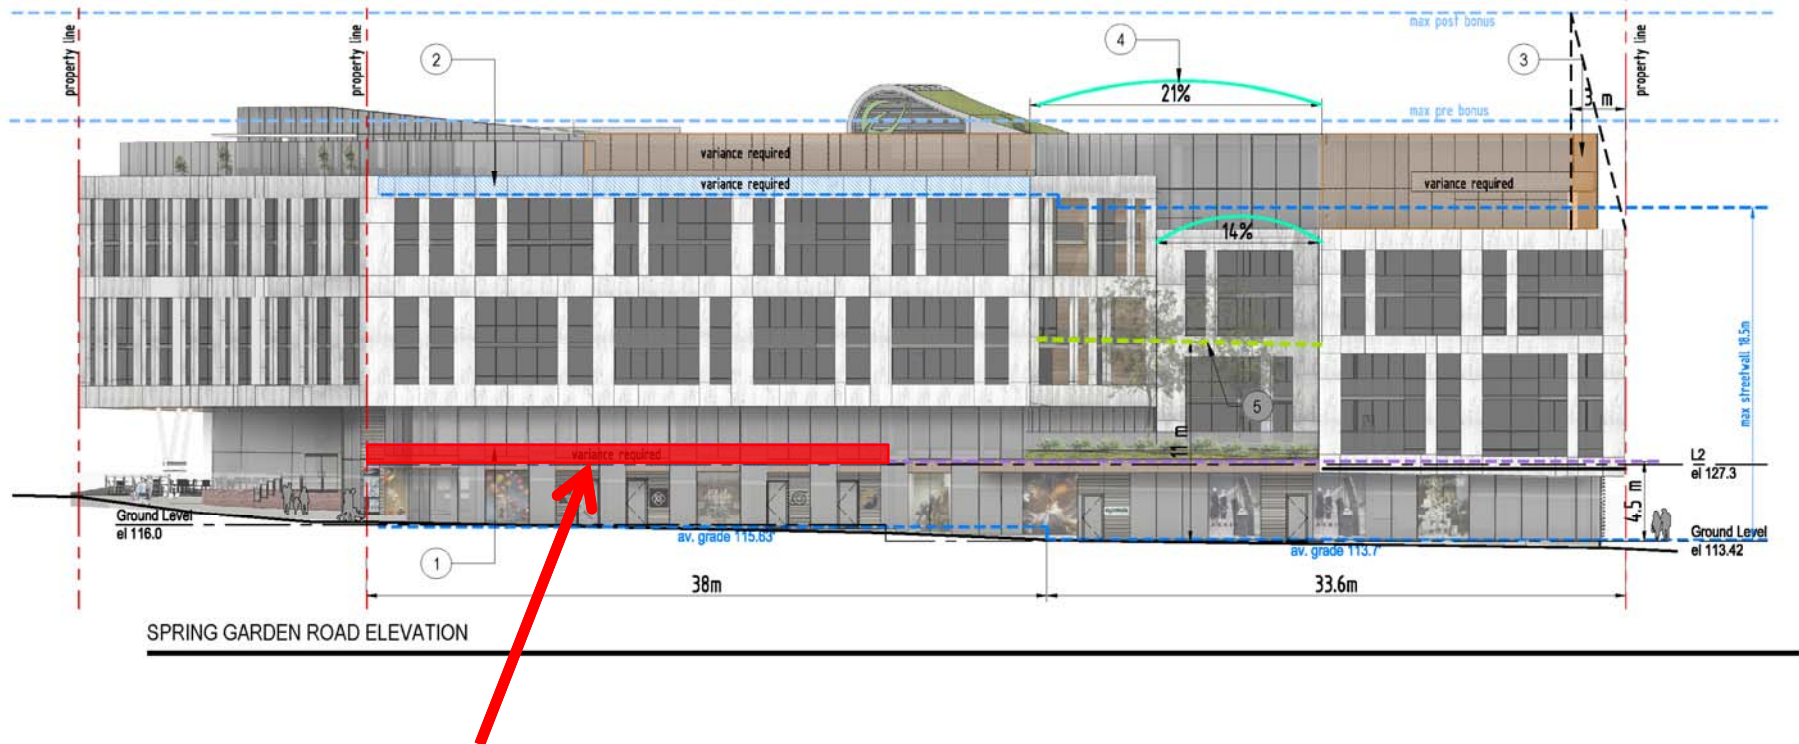 max post bonus
property line
property line
property line
4
2
3
21%
3 m
max pre bonus
variance required
variance required
variance required
14%
max streetwall 18.5m
5
11 m
variance required
L2
el 127.3
4.5 m
Ground Level
el 116.0
Ground Level
el 113.42
av. grade 115.63'
av. grade 113.7'
1
38m
33.6m
SPRING GARDEN ROAD ELEVATION